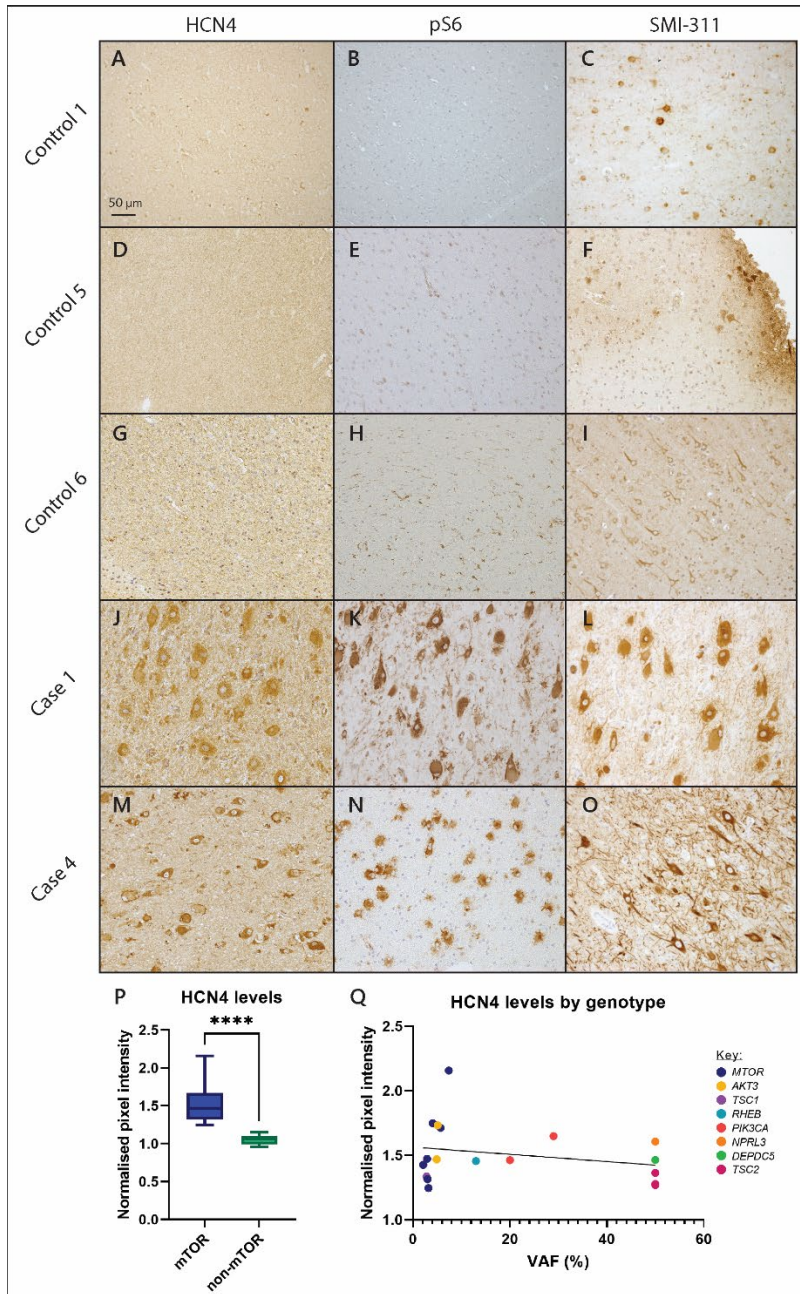 HCN4 pS6 SMI-311
Control 1
A B C
50 µm
Control 5
D E F
Control 6
G H I
Case 1
J K L
Case 4
M N O
P HCN4 levels
****
Normalised pixel intensity
2.5
2.0
1.5
1.0
0.5
0.0
mTOR
non-mTOR
Q HCN4 levels by genotype
Normalised pixel intensity
2.5
2.0
1.5
1.0
0 20 40 60
VAF (%)
Key:
MTOR
AKT3
TSC1
RHEB
PIK3CA
NPRL3
DEPDC5
TSC2